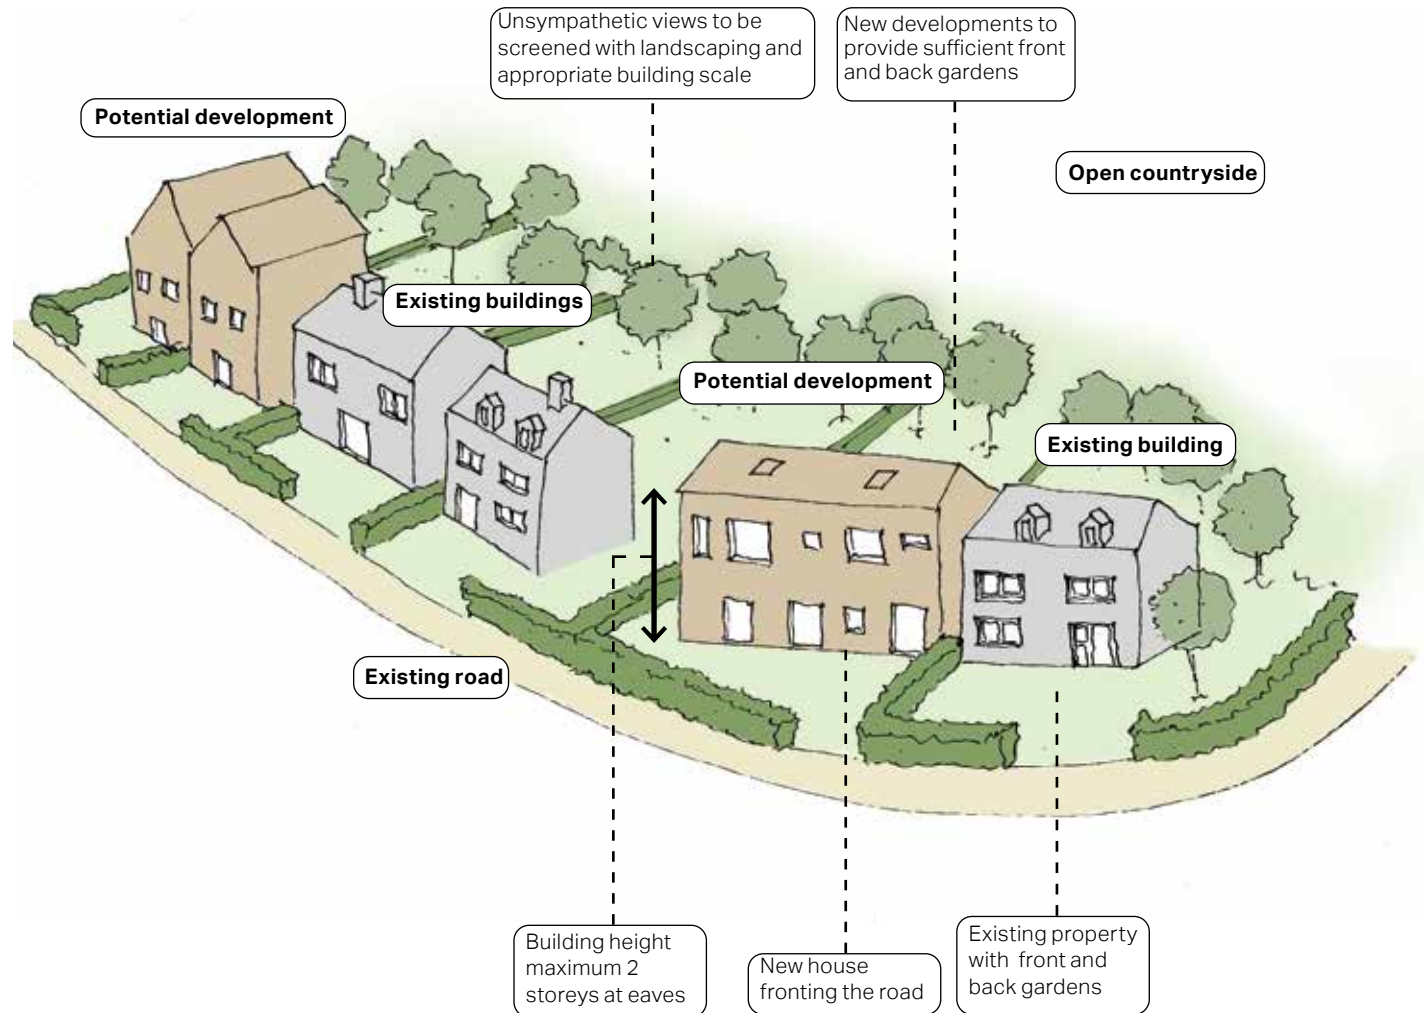 Unsympathetic views to be
screened with landscaping and
appropriate building scale
New developments to
provide sufficient front
and back gardens
Potential development
Open countryside
Existing buildings
Potential development
Existing building
Existing road
Building height
maximum 2
storeys at eaves
New house
fronting the road
Existing property
with front and
back gardens